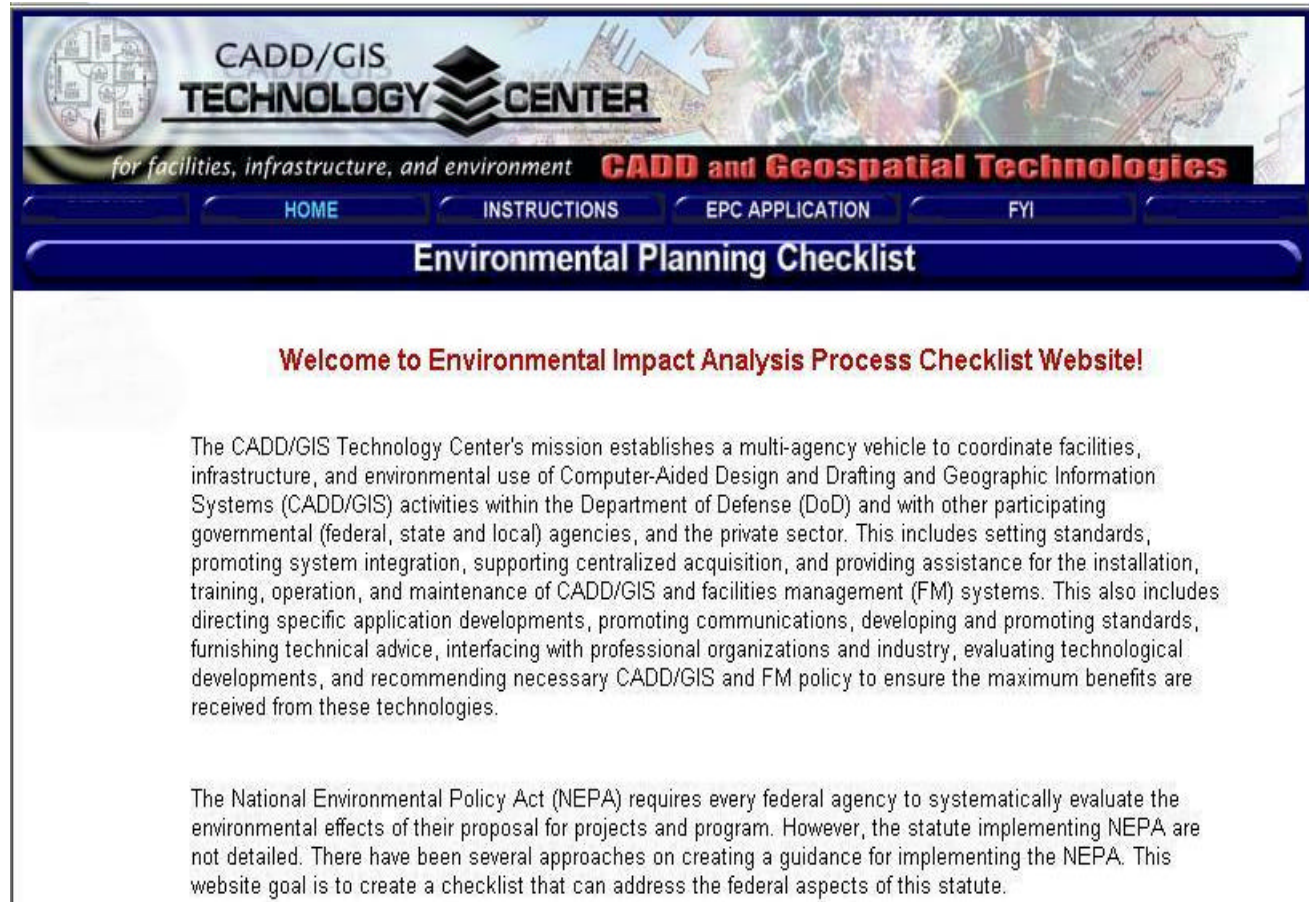 CADD/GIS
TECHNOLOGY CENTER
for facilities, infrastructure, and environment CADD and Geospatial Technologies
HOME INSTRUCTIONS EPC APPLICATION FYI
Environmental Planning Checklist
Welcome to Environmental Impact Analysis Process Checklist Website!
The CADD/GIS Technology Center's mission establishes a multi-agency vehicle to coordinate facilities,
infrastructure, and environmental use of Computer-Aided Design and Drafting and Geographic Information
Systems (CADD/GIS) activities within the Department of Defense (DoD) and with other participating
governmental (federal, state and local) agencies, and the private sector. This includes setting standards,
promoting system integration, supporting centralized acquisition, and providing assistance for the installation,
training, operation, and maintenance of CADD/GIS and facilities management (FM) systems. This also includes
directing specific application developments, promoting communications, developing and promoting standards,
furnishing technical advice, interfacing with professional organizations and industry, evaluating technological
developments, and recommending necessary CADD/GIS and FM policy to ensure the maximum benefits are
received from these technologies.
The National Environmental Policy Act (NEPA) requires every federal agency to systematically evaluate the
environmental effects of their proposal for projects and program. However, the statute implementing NEPA are
not detailed. There have been several approaches on creating a guidance for implementing the NEPA. This
website goal is to create a checklist that can address the federal aspects of this statute.